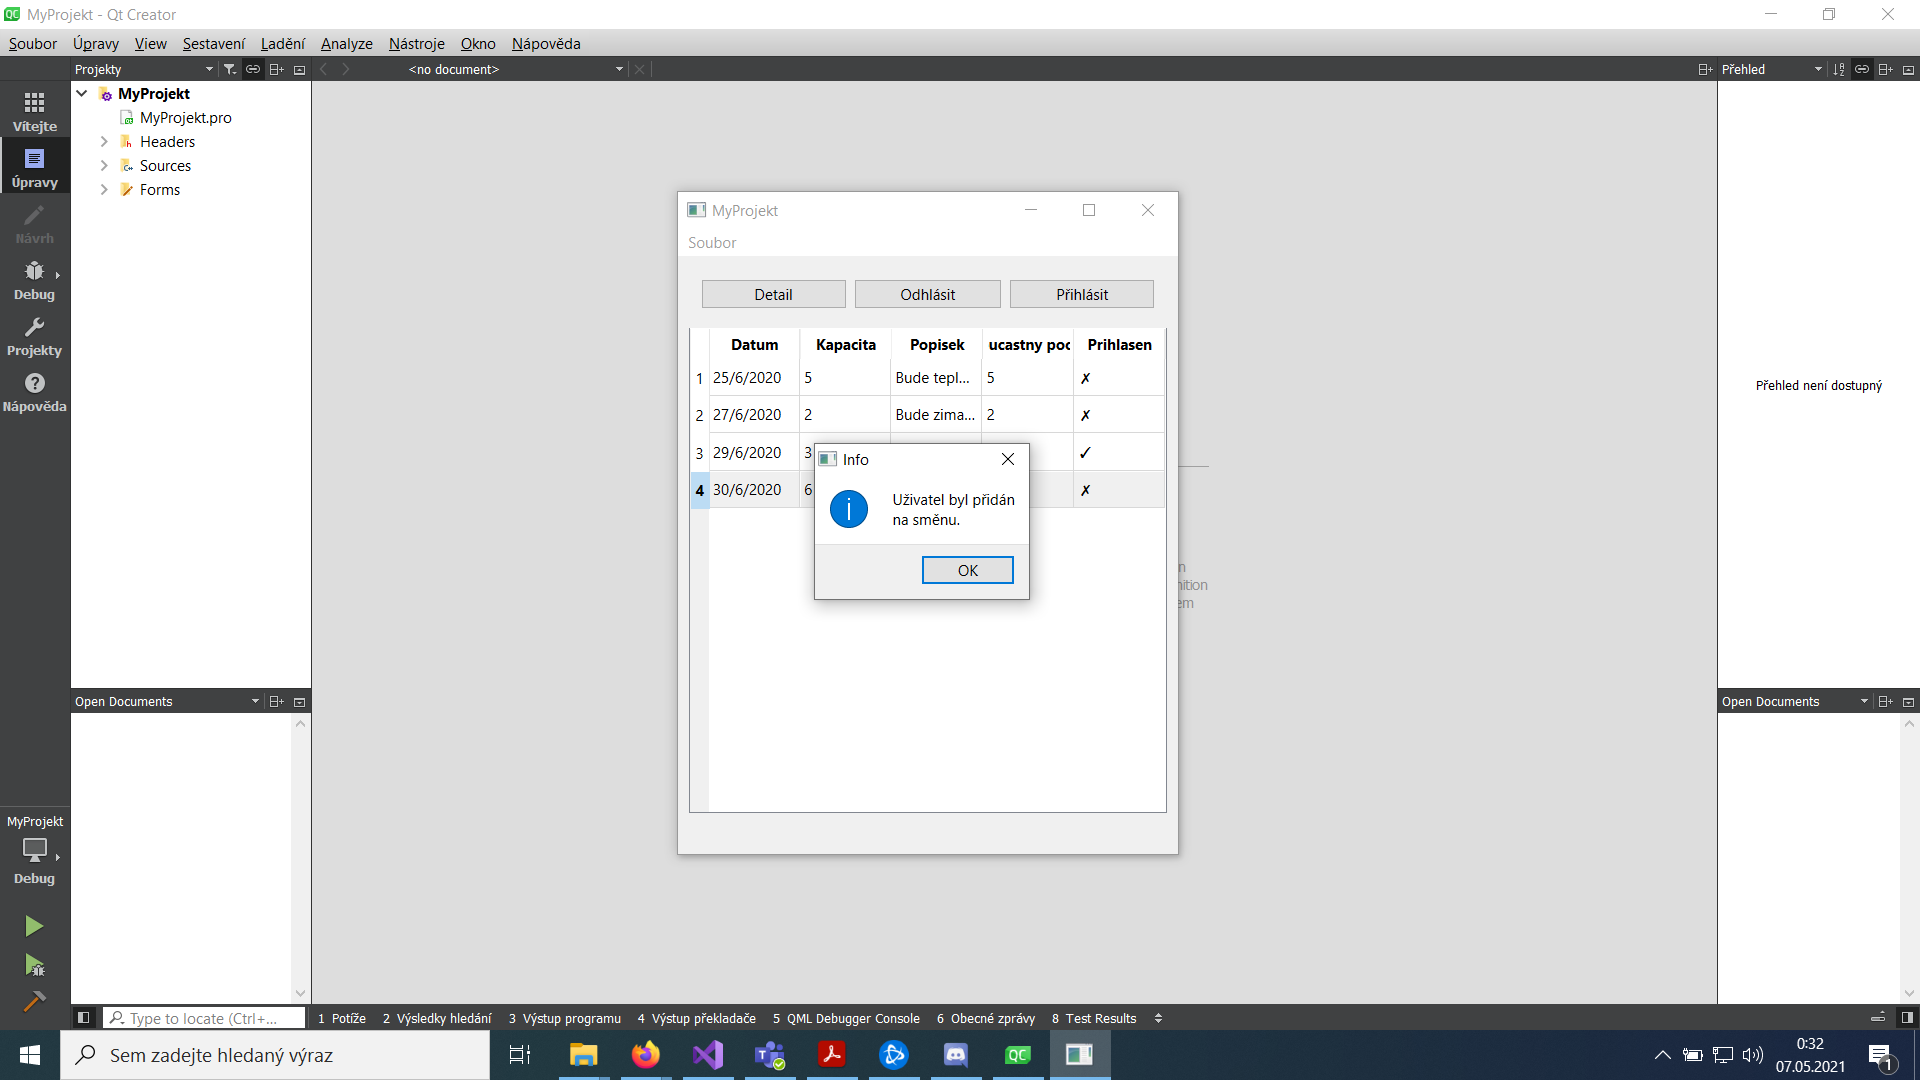 MyProjekt - Qt Creator
Soubor Úpravy View Sestavení Ladění Analyze Nástroje Okno Nápověda
Projekty
<no document>
Přehled
MyProjekt
MyProjekt.pro
Headers
Sources
Forms
Vítejte
Úpravy
Návrh
Debug
Projekty
Nápověda
MyProjekt
Soubor
Detail Odhlásit Přihlásit
Datum Kapacita Popisek ucastny poc Prihlasen
1 25/6/2020 5 Bude tepl... 5 ✗
2 27/6/2020 2 Bude zima... 2 ✗
3 29/6/2020 3 ✓
4 30/6/2020 6 ✗
Info
Uživatel byl přidán
na směnu.
OK
Přehled není dostupný
Open Documents
Open Documents
MyProjekt
Debug
Type to locate (Ctrl+...
1 Potíže 2 Výsledky hledání 3 Výstup programu 4 Výstup překladače 5 QML Debugger Console 6 Obecné zprávy 8 Test Results
Sem zadejte hledaný výraz
0:32
07.05.2021
1